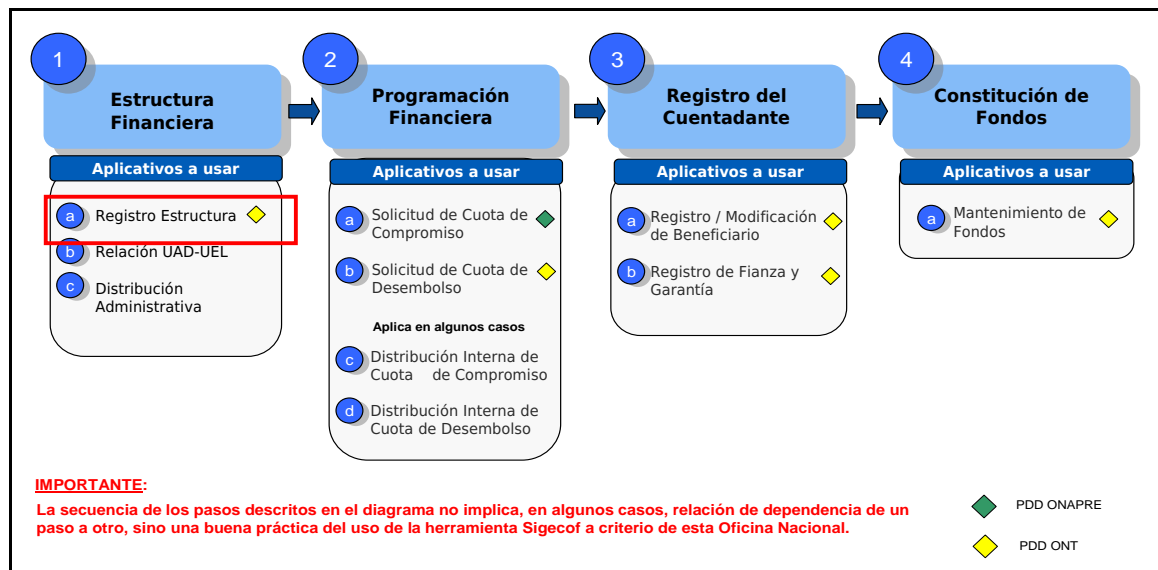 1
Estructura
Financiera
Aplicativos a usar
a Registro Estructura
b Relación UAD-UEL
c Distribución
Administrativa
2
Programación
Financiera
Aplicativos a usar
a Solicitud de Cuota de
Compromiso
b Solicitud de Cuota de
Desembolso
Aplica en algunos casos
c Distribución Interna de
Cuota de Compromiso
d Distribución Interna de
Cuota de Desembolso
3
Registro del
Cuentadante
Aplicativos a usar
a Registro / Modificación
de Beneficiario
b Registro de Fianza y
Garantía
4
Constitución de
Fondos
Aplicativos a usar
a Mantenimiento de
Fondos
IMPORTANTE:
La secuencia de los pasos descritos en el diagrama no implica, en algunos casos, relación de dependencia de un
paso a otro, sino una buena práctica del uso de la herramienta Sigecof a criterio de esta Oficina Nacional.
PDD ONAPRE
PDD ONT